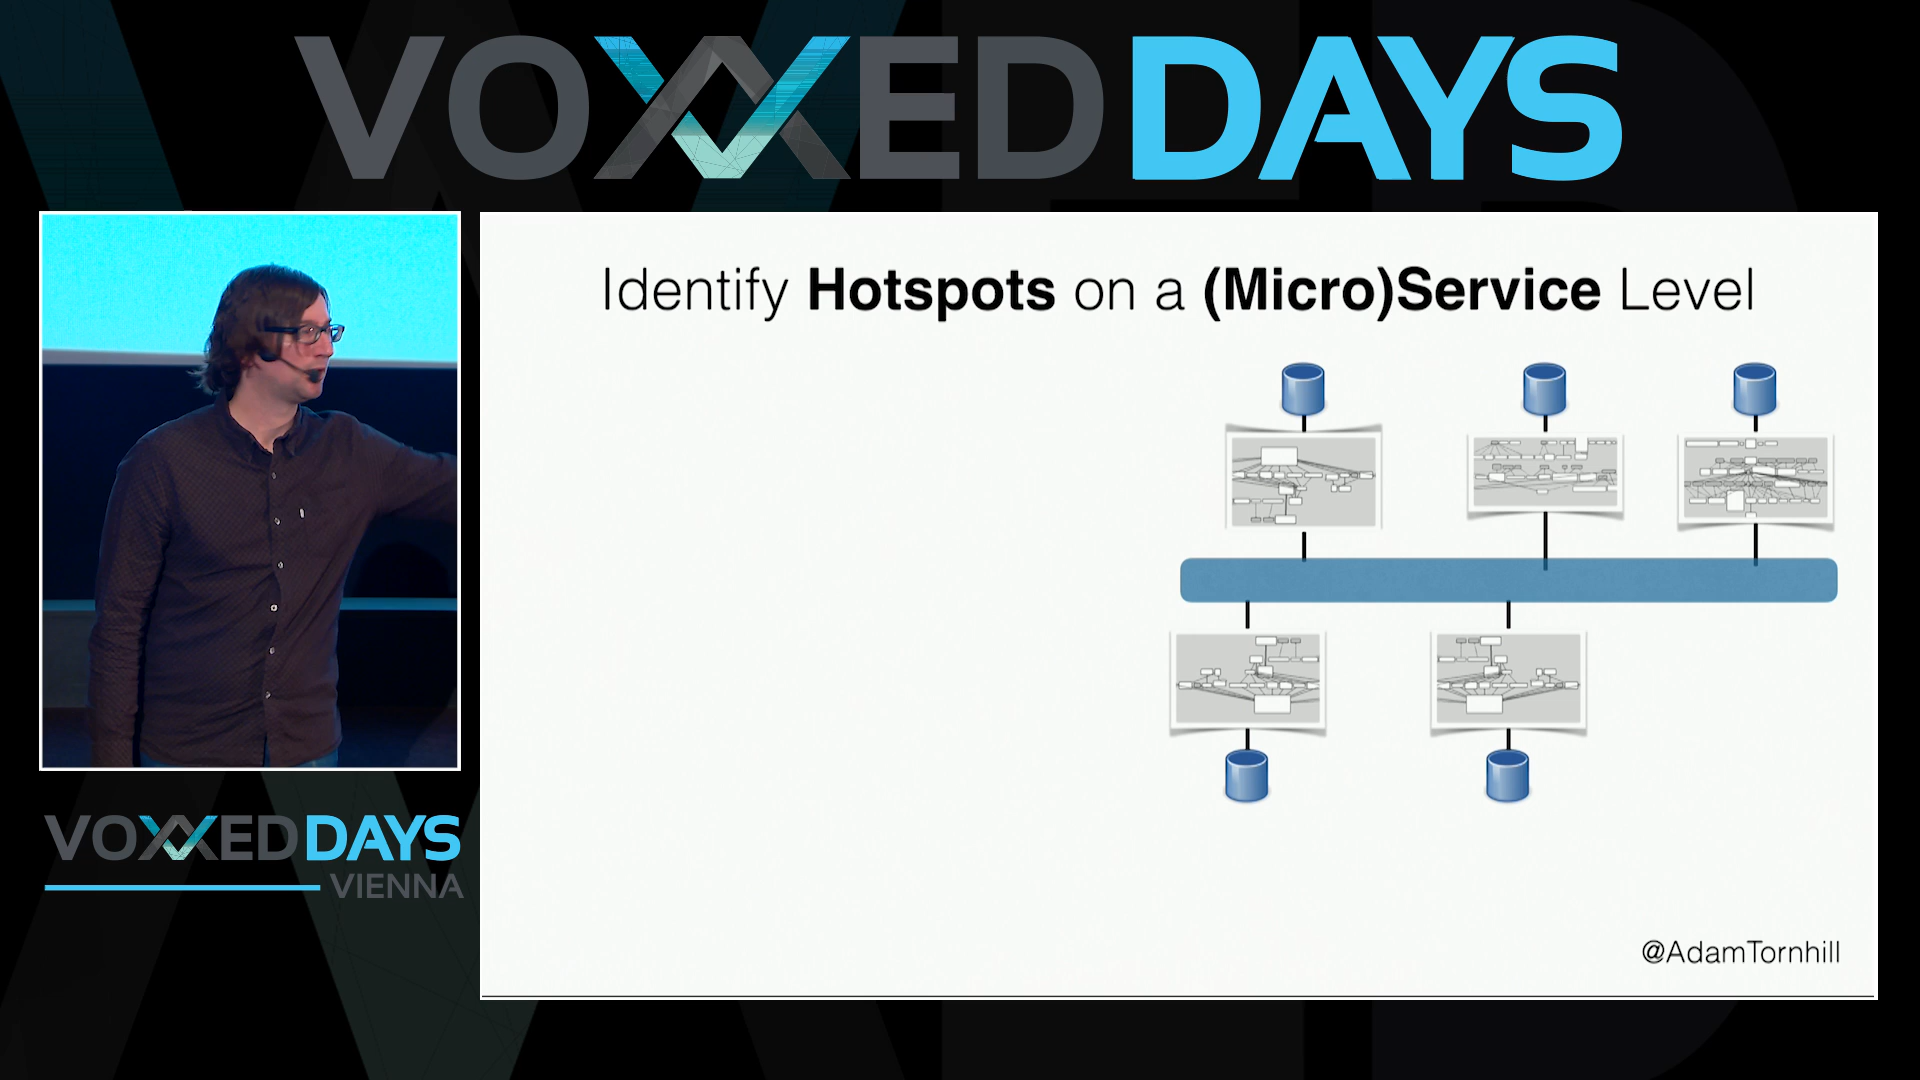 VOXXED DAYS
Identify Hotspots on a (Micro)Service Level
VOXXED DAYS
VIENNA
@AdamTornhill